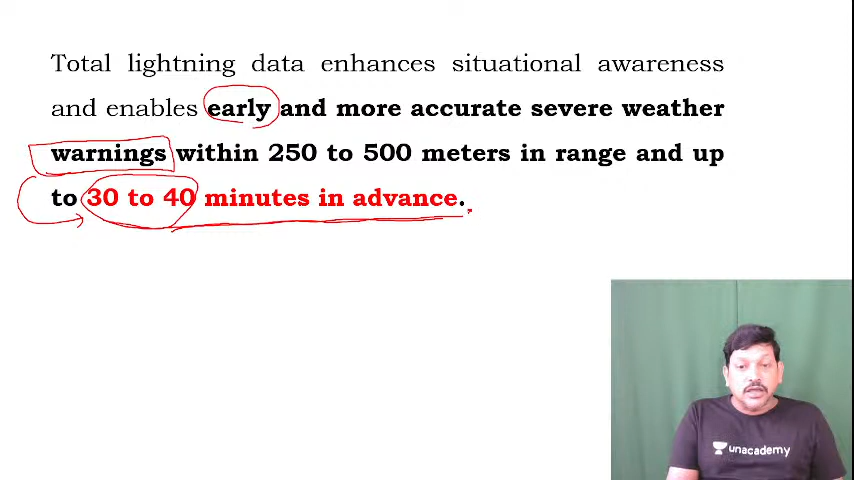 Total lightning data enhances situational awareness
and enables early and more accurate severe weather
warnings within 250 to 500 meters in range and up
to 30 to 40 minutes in advance.
unacademy